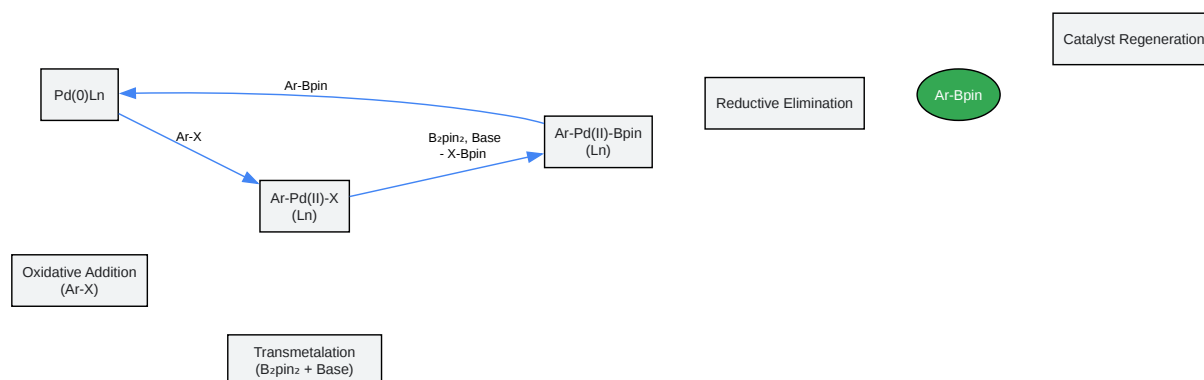 Catalyst Regeneration
Pd(0)Ln
Ar-Bpin
Reductive Elimination
Ar-Bpin
Ar-X
B₂pin₂, Base
- X-Bpin
Ar-Pd(II)-Bpin
(Ln)
Ar-Pd(II)-X
(Ln)
Oxidative Addition
(Ar-X)
Transmetalation
(B₂pin₂ + Base)